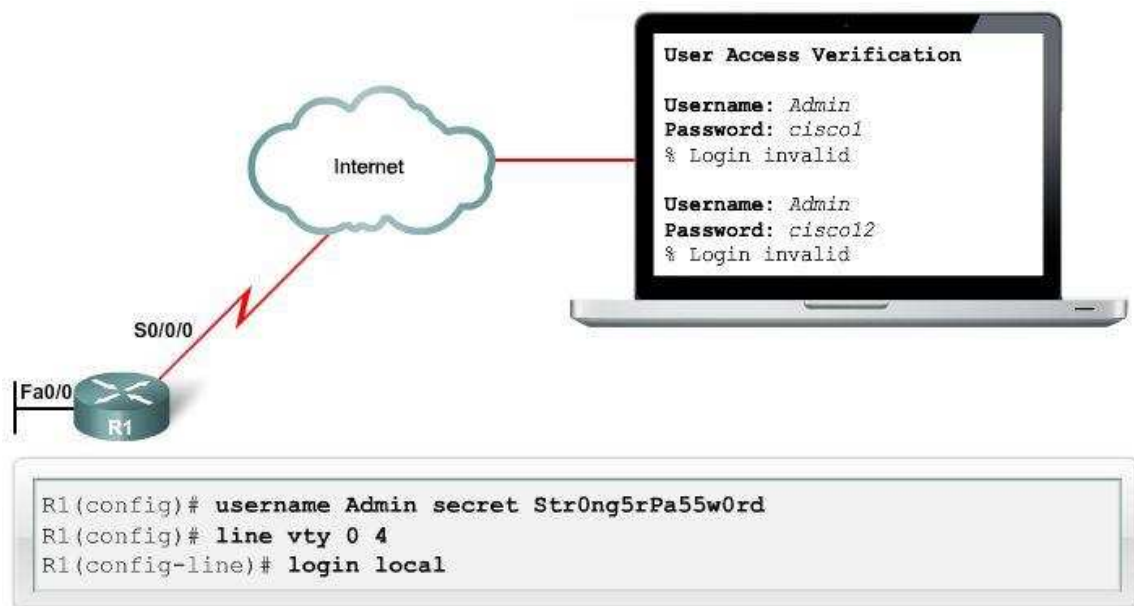 User Access Verification
Username: Admin
Password: cisco1
% Login invalid
Username: Admin
Password: cisco12
% Login invalid
Internet
S0/0/0
Fa0/0
R1
R1(config)# username Admin secret Str0ng5rPa55w0rd
R1(config)# line vty 0 4
R1(config-line)# login local